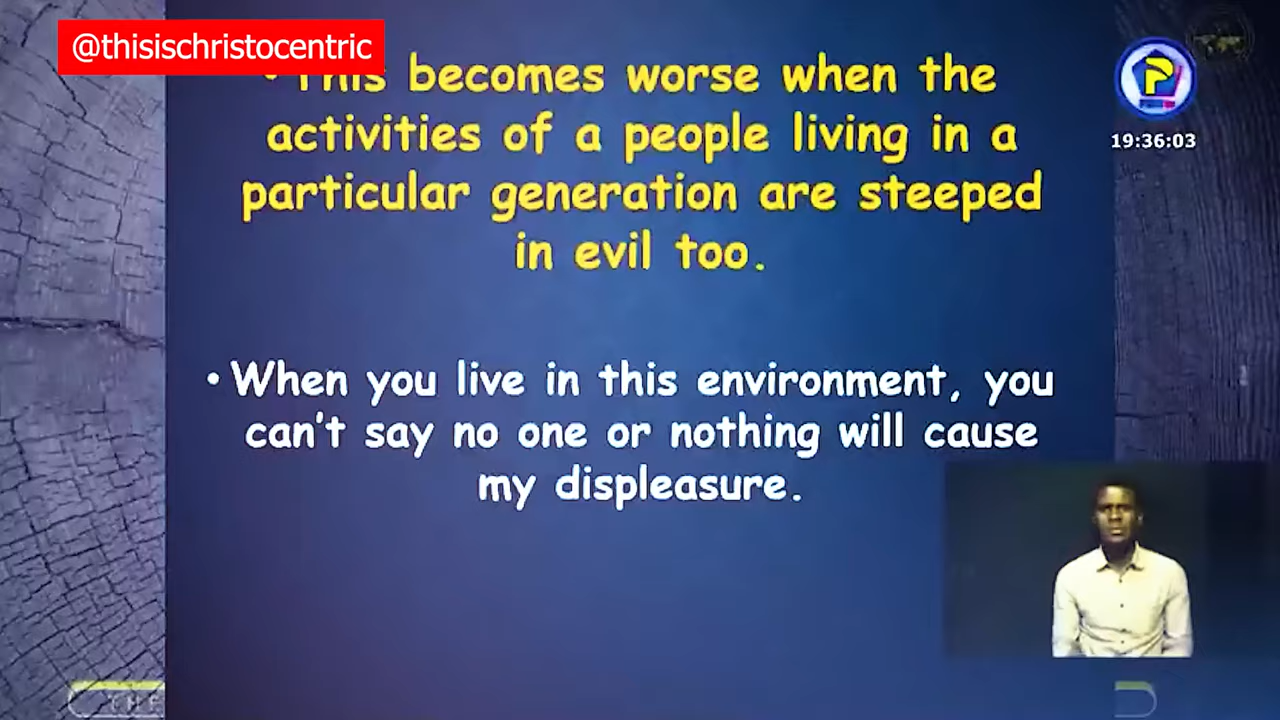 @thisischristocentric
• This becomes worse when the
activities of a people living in a
particular generation are steeped
in evil too.
19:36:03
• When you live in this environment, you
can't say no one or nothing will cause
my displeasure.
THE